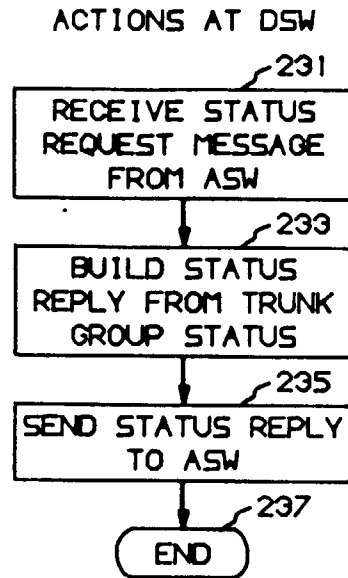 ACTIONS AT DSW
231
RECEIVE STATUS
REQUEST MESSAGE
FROM ASW
233
BUILD STATUS
REPLY FROM TRUNK
GROUP STATUS
235
SEND STATUS REPLY
TO ASW
237
END